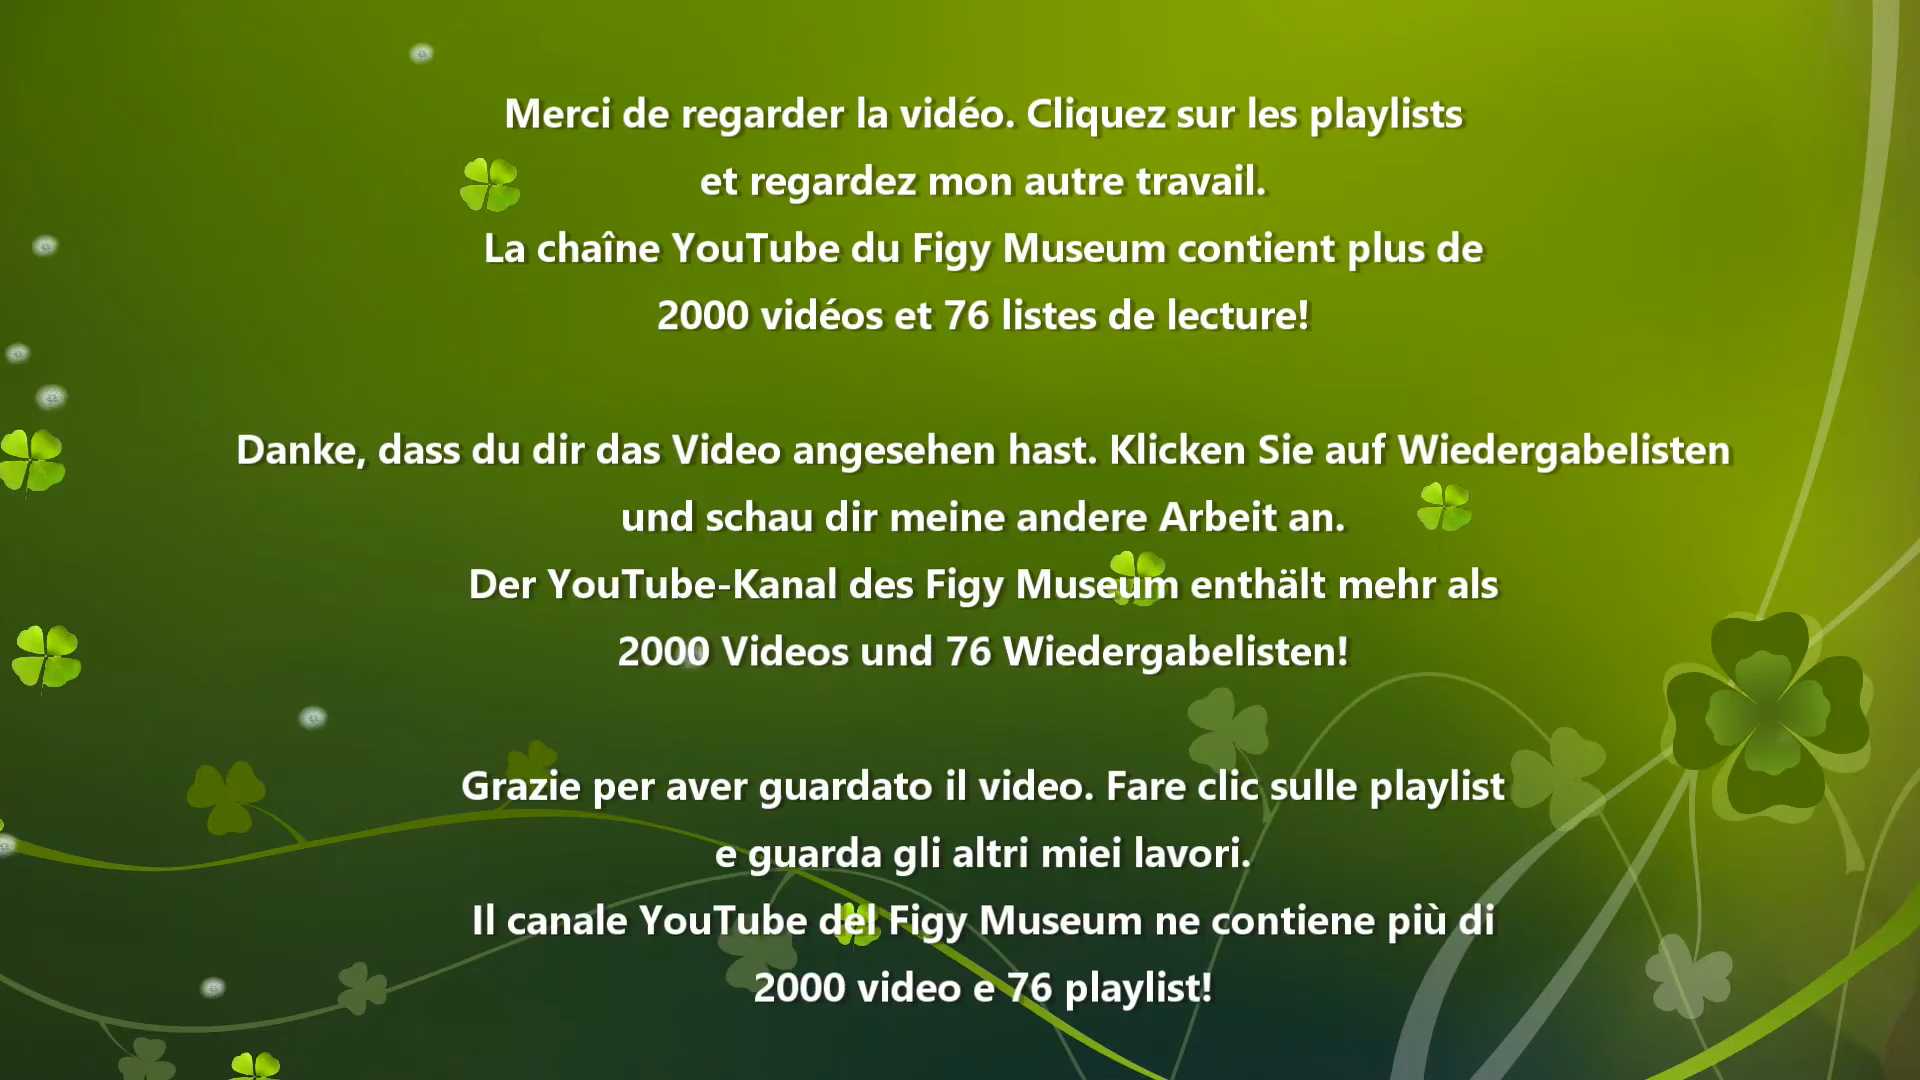 Merci de regarder la vidéo. Cliquez sur les playlists
et regardez mon autre travail.
La chaîne YouTube du Figy Museum contient plus de
2000 vidéos et 76 listes de lecture!
Danke, dass du dir das Video angesehen hast. Klicken Sie auf Wiedergabelisten
und schau dir meine andere Arbeit an.
Der YouTube-Kanal des Figy Museum enthält mehr als
2000 Videos und 76 Wiedergabelisten!
Grazie per aver guardato il video. Fare clic sulle playlist
e guarda gli altri miei lavori.
Il canale YouTube del Figy Museum ne contiene più di
2000 video e 76 playlist!